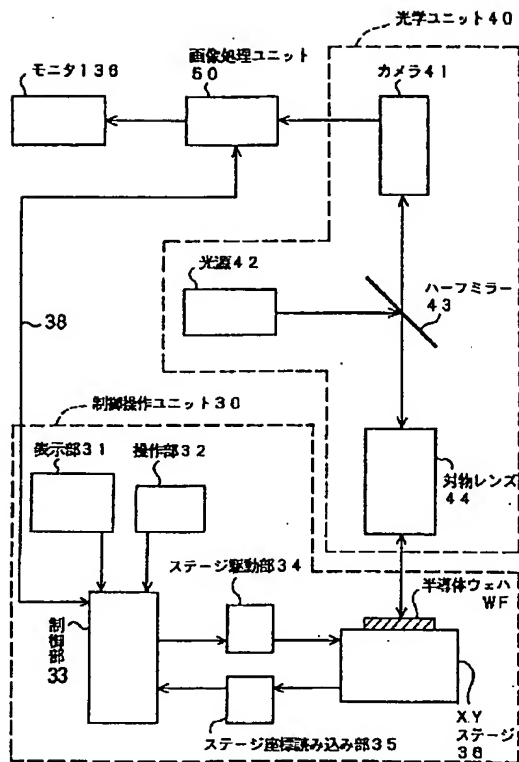 光学ユニット40
画像処理ユニット
50
モニタ136
カメラ41
光源42
ハーフミラー
43
38
制御操作ユニット30
表示部31
操作部32
対物レンズ
44
ステージ駆動部34
半導体ウェハ
WF
制御部
33
ステージ座標読み込み部35
XY
ステージ
36